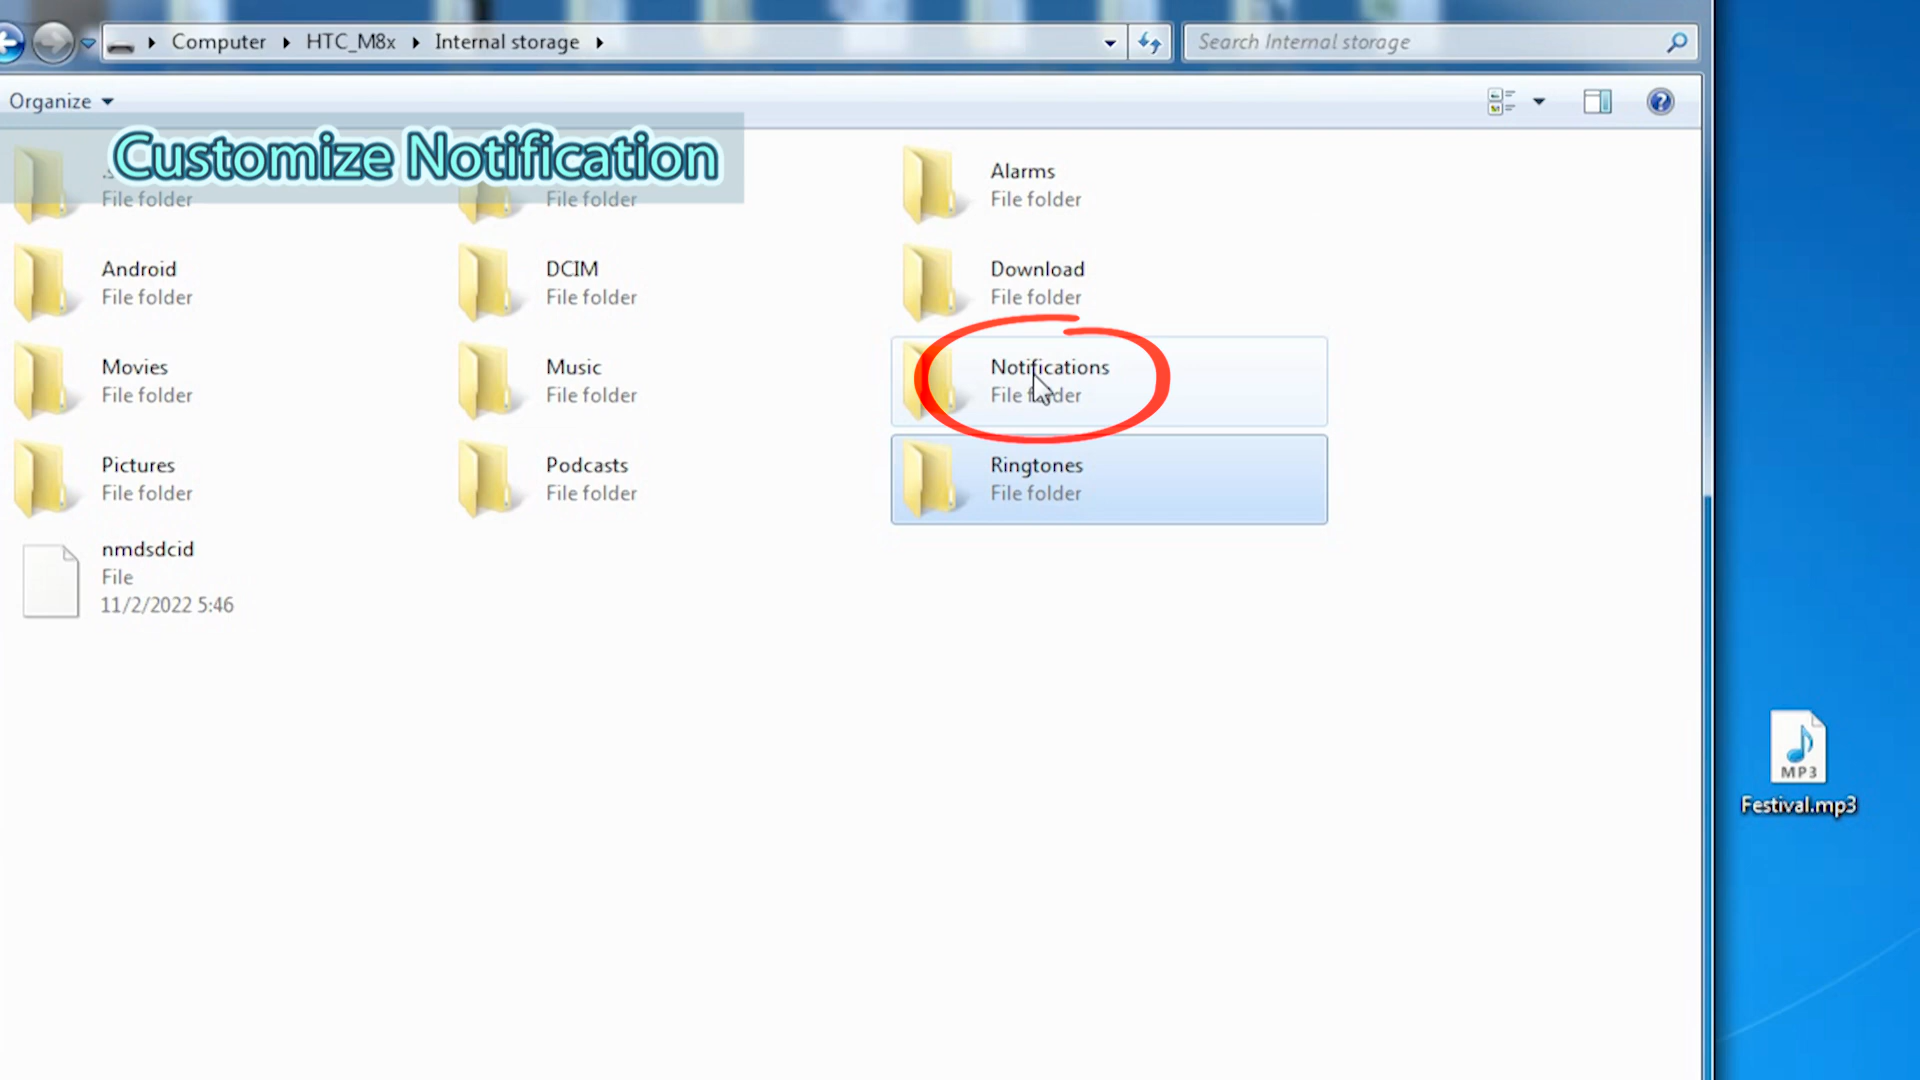 Computer
HTC_M8x
Internal storage
Search Internal storage
Organize
Customize Notification
File folder
File folder
Alarms
File folder
Android
File folder
DCIM
File folder
Download
File folder
Movies
File folder
Music
File folder
Notifications
File folder
Pictures
File folder
Podcasts
File folder
Ringtones
File folder
nmdsdcid
File
11/2/2022 5:46
MP3
Festival.mp3